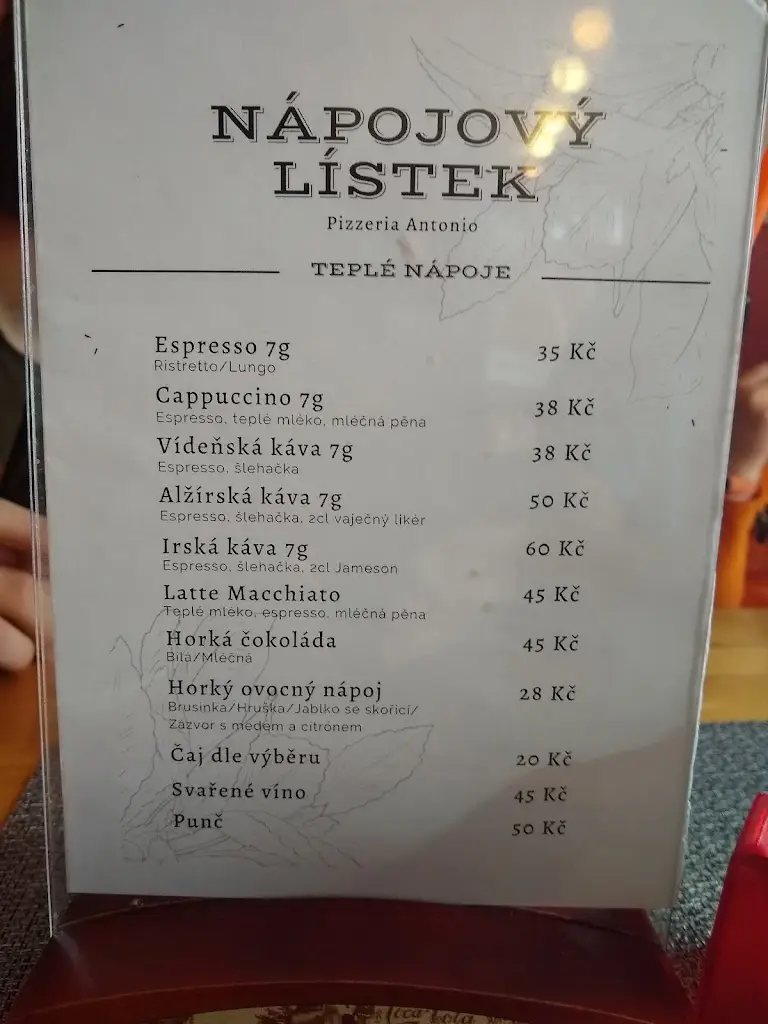 NÁPOJOVÝ
LÍSTEK
Pizzeria Antonio
TEPLÉ NÁPOJE
Espresso 7g 35 Kč
Ristretto/Lungo
Cappuccino 7g 38 Kč
Espresso, teplé mléko, mléčná pěna
Vídeňská káva 7g 38 Kč
Espresso, šlehačka
Alžírská káva 7g 50 Kč
Espresso, šlehačka, 2cl vaječný likér
Irská káva 7g 60 Kč
Espresso, šlehačka, 2cl Jameson
Latte Macchiato 45 Kč
Teplé mléko, espresso, mléčná pěna
Horká čokoláda 45 Kč
Bílá/Mléčná
Horký ovocný nápoj 28 Kč
Brusinka/Hruška/Jablko se skořicí/
Zázvor s medem a citrónem
Čaj dle výběru 20 Kč
Svařené víno 45 Kč
Punč 50 Kč